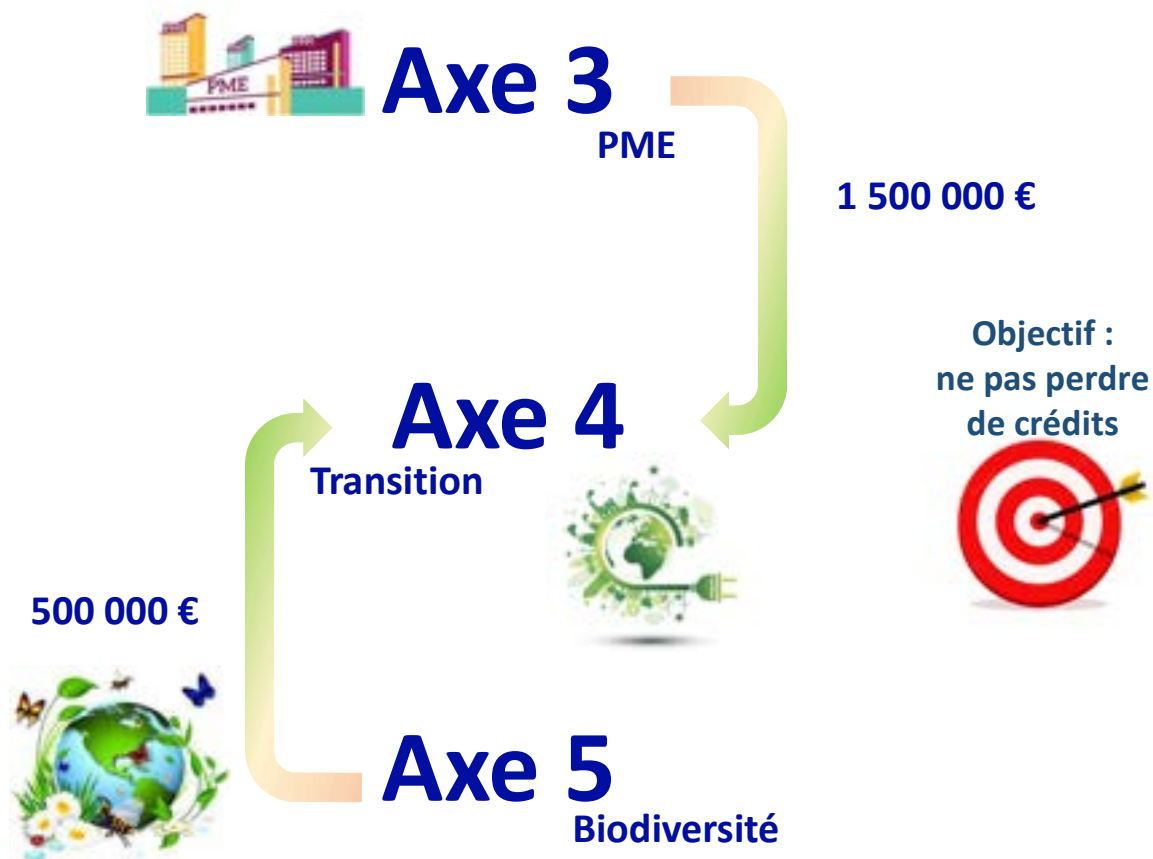 PME
Axe 3
PME
1 500 000 €
Objectif :
ne pas perdre
de crédits
Axe 4
Transition
500 000 €
Axe 5
Biodiversité